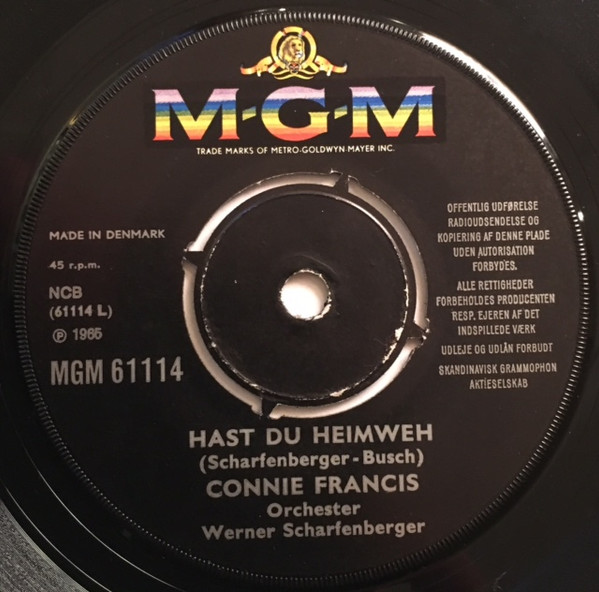 M-G-M
TRADE MARKS OF METRO-GOLDWYN-MAYER INC.
MADE IN DENMARK
45 r.p.m.
NCB
(61114 L)
Ⓟ 1965
MGM 61114
OFFENTLIG UDFØRELSE
RADIOUDSENDELSE OG
KOPIERING AF DENNE PLADE
UDEN AUTORISATION
FORBYDES.
ALLE RETTIGHEDER
FORBEHOLDES PRODUCENTEN
RESP. EJEREN AF DET
INDSPILLEDE VÆRK
UDLEJE OG UDLÅN FORBUDT
SKANDINAVISK GRAMMOPHON
AKTIESELSKAB
HAST DU HEIMWEH
(Scharfenberger-Busch)
CONNIE FRANCIS
Orchester
Werner Scharfenberger